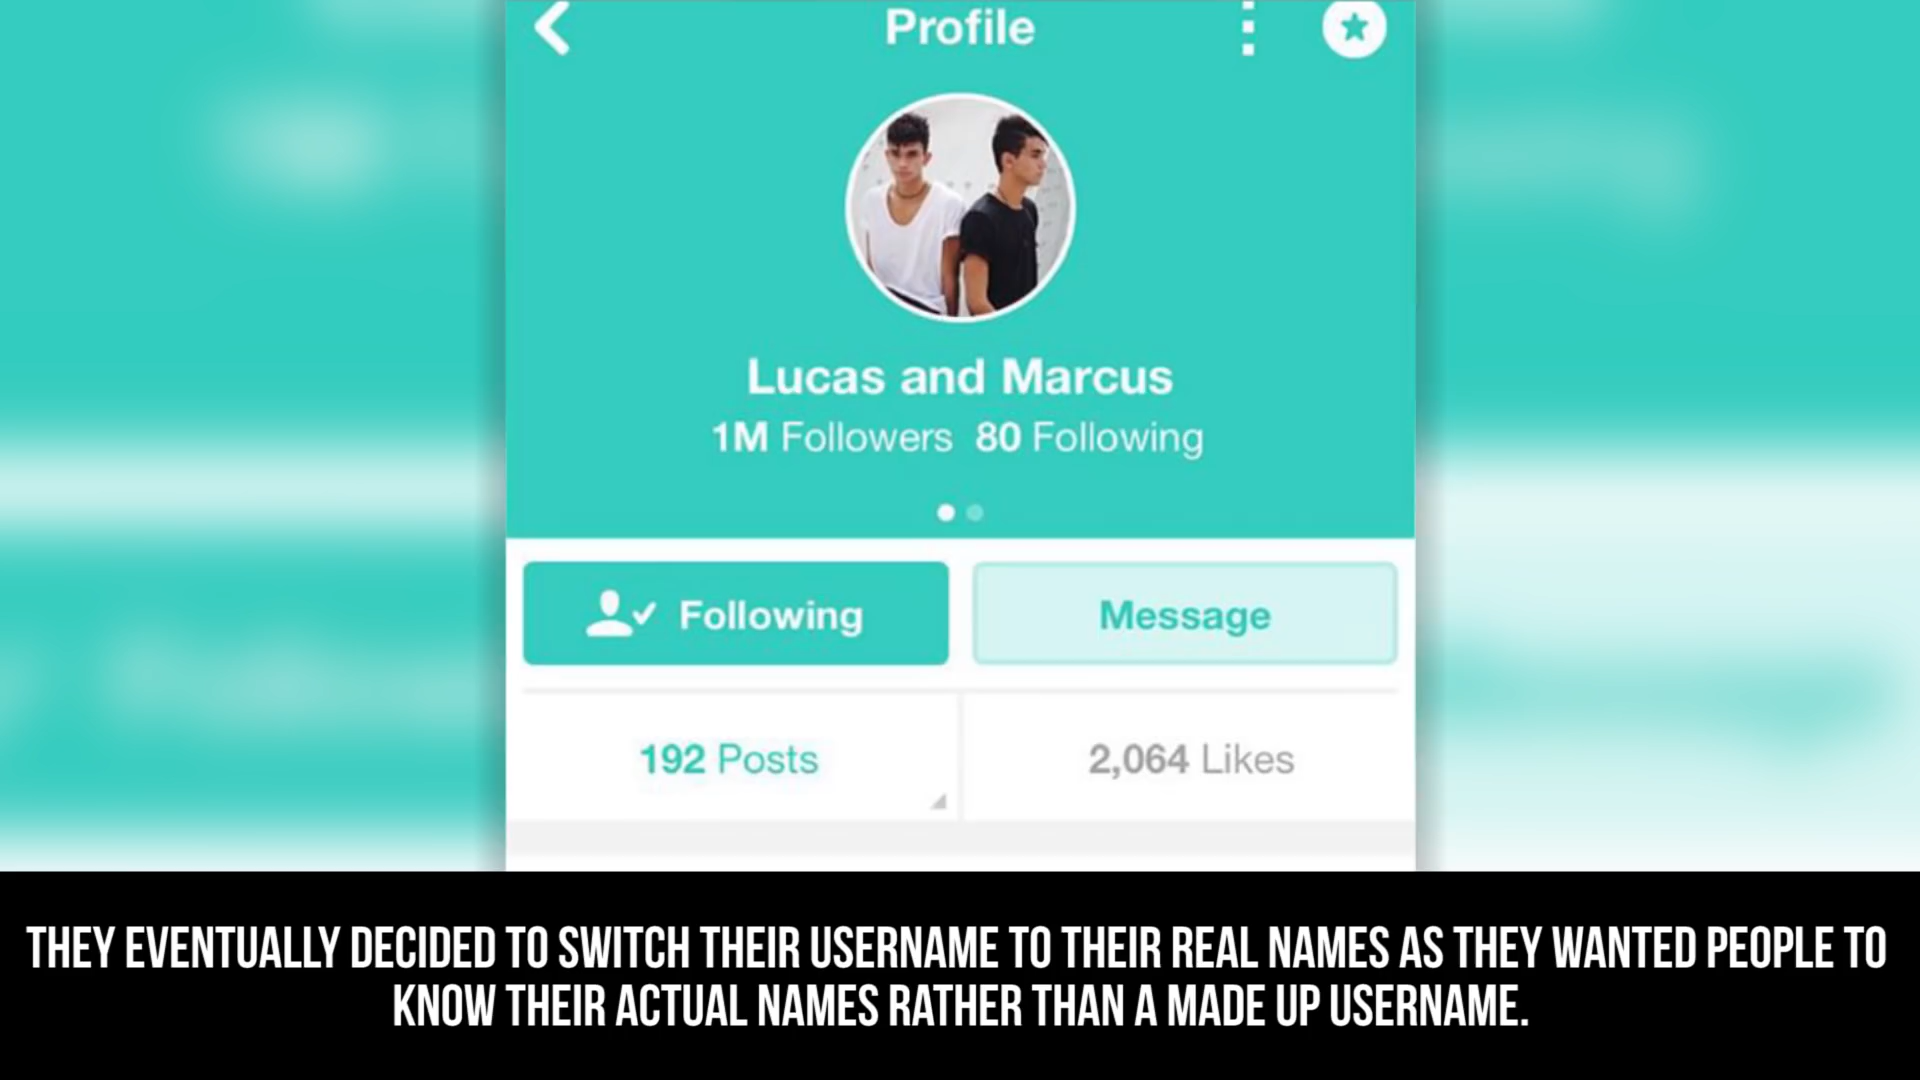 Profile
Lucas and Marcus
1M Followers 80 Following
Following
Message
192 Posts
2,064 Likes
THEY EVENTUALLY DECIDED TO SWITCH THEIR USERNAME TO THEIR REAL NAMES AS THEY WANTED PEOPLE TO
KNOW THEIR ACTUAL NAMES RATHER THAN A MADE UP USERNAME.